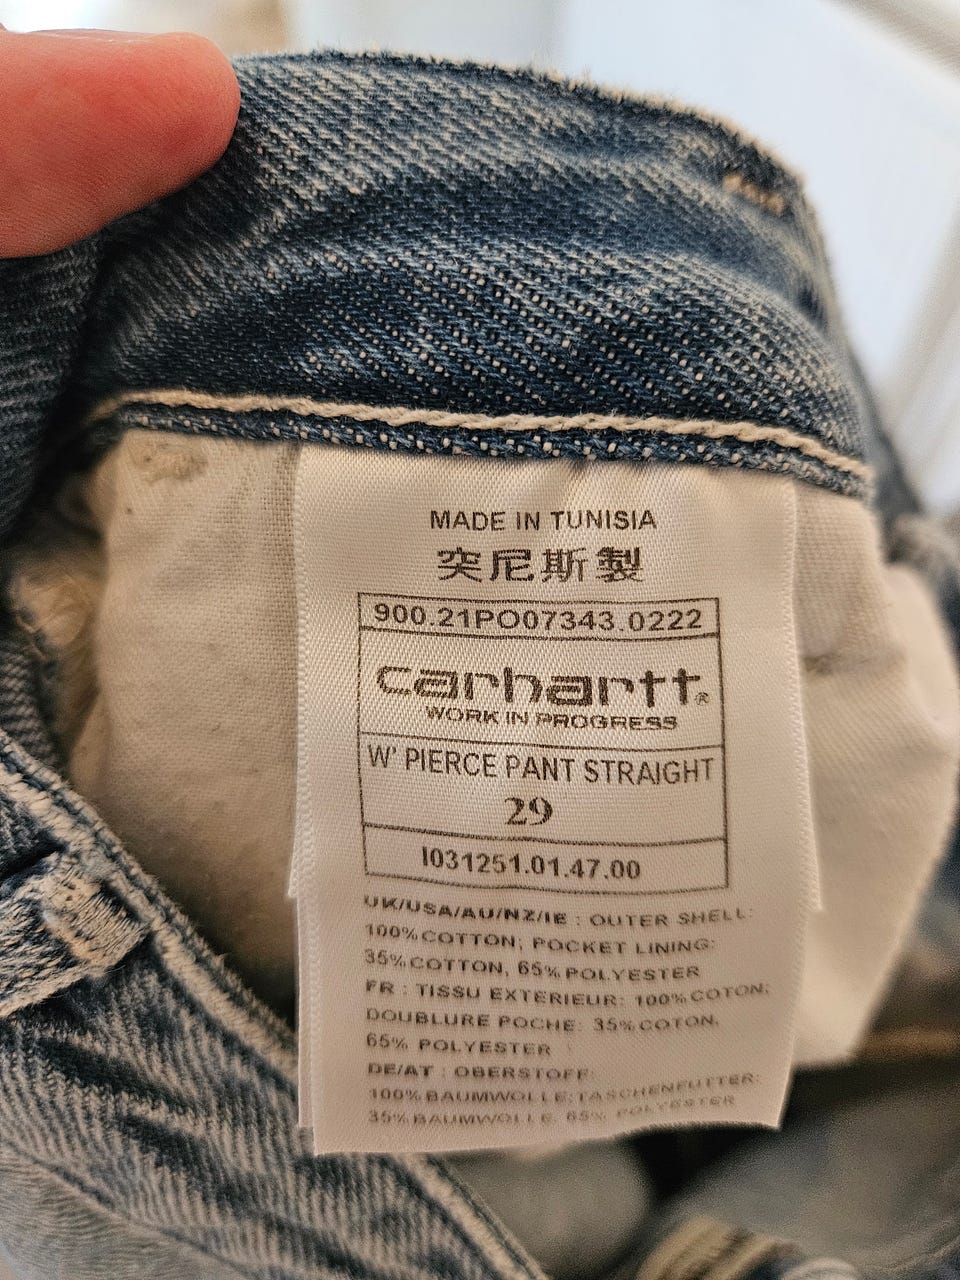 MADE IN TUNISIA
突尼斯製
900.21PO07343.0222
carhartt®
WORK IN PROGRESS
W' PIERCE PANT STRAIGHT
29
I031251.01.47.00
UK/USA/AU/NZ/IE : OUTER SHELL:
100% COTTON; POCKET LINING:
35% COTTON, 65% POLYESTER
FR : TISSU EXTERIEUR: 100% COTON;
DOUBLURE POCHE: 35% COTON,
65% POLYESTER
DE/AT : OBERSTOFF:
100% BAUMWOLLE; TASCHENFUTTER:
35% BAUMWOLLE, 65% POLYESTER